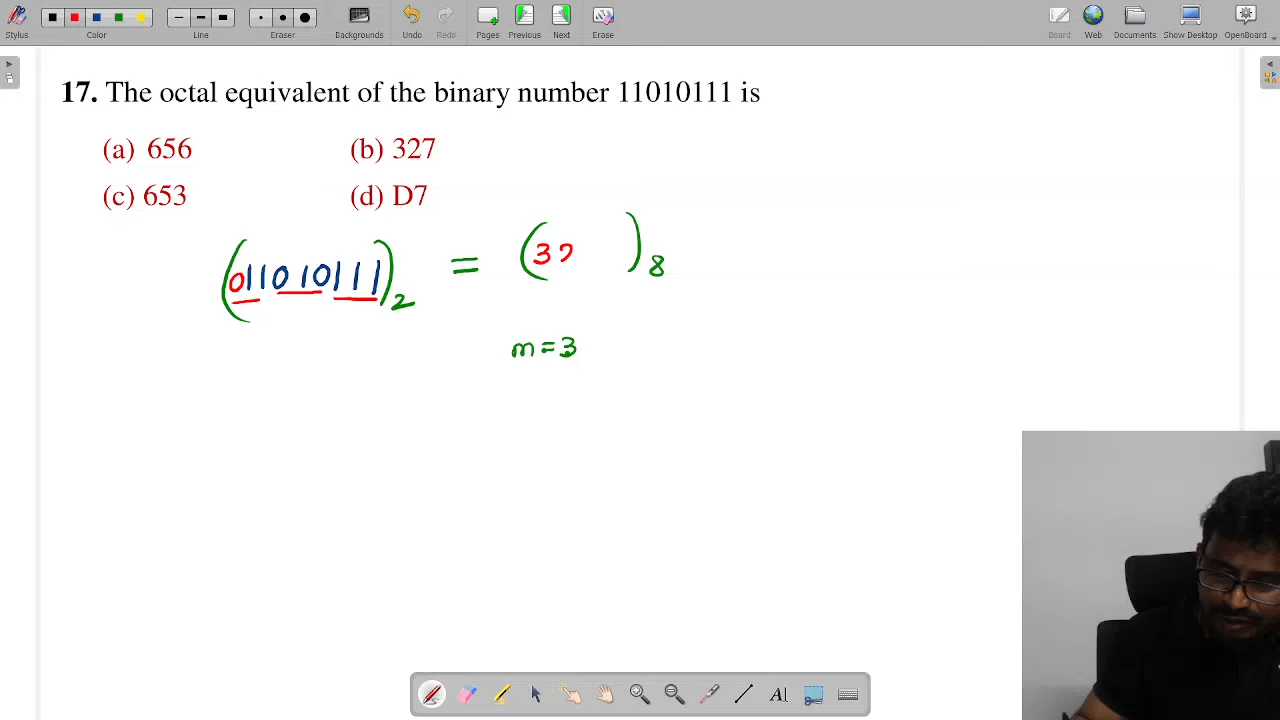 Stylus Color Line Eraser Backgrounds Undo Redo Pages Previous Next Erase Board Web Documents Show Desktop OpenBoard
17. The octal equivalent of the binary number 11010111 is
(a) 656 (b) 327
(c) 653 (d) D7
(011010111)2 = (32 )8
m=3
AI